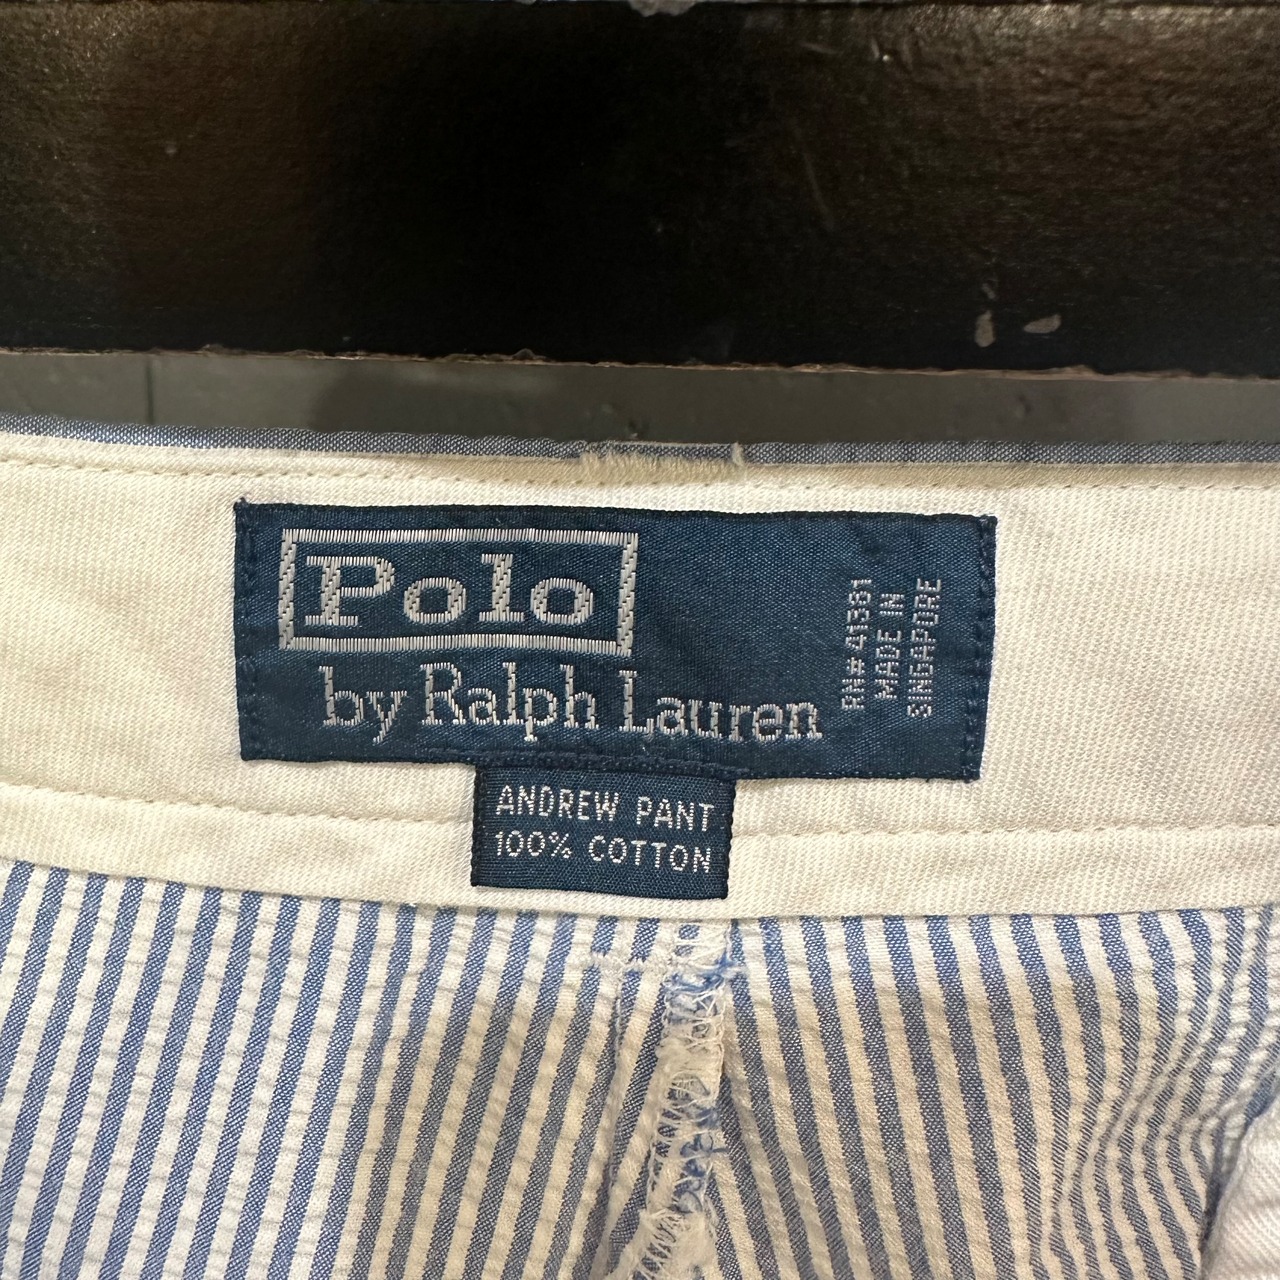 Polo
by Ralph Lauren
RN# 41381
MADE IN
SINGAPORE
ANDREW PANT
100% COTTON